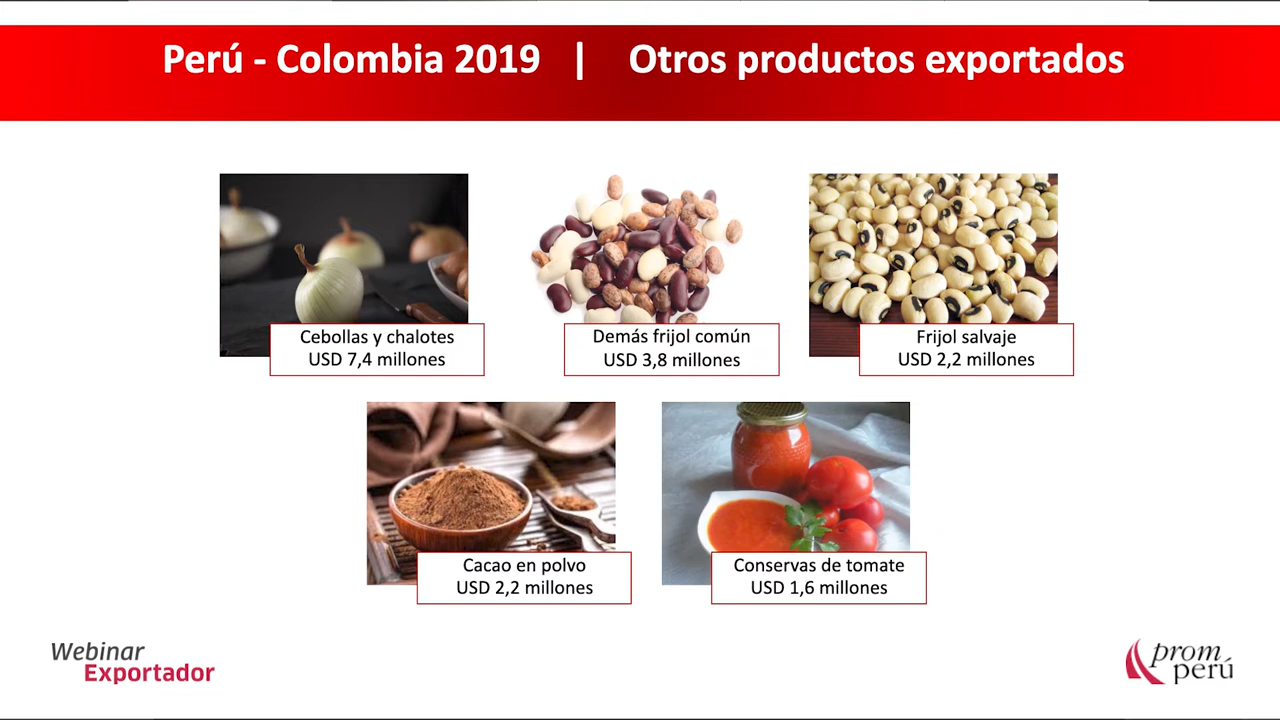 Perú - Colombia 2019 | Otros productos exportados
Cebollas y chalotes
USD 7,4 millones
Demás frijol común
USD 3,8 millones
Frijol salvaje
USD 2,2 millones
Cacao en polvo
USD 2,2 millones
Conservas de tomate
USD 1,6 millones
Webinar
Exportador
prom
perú